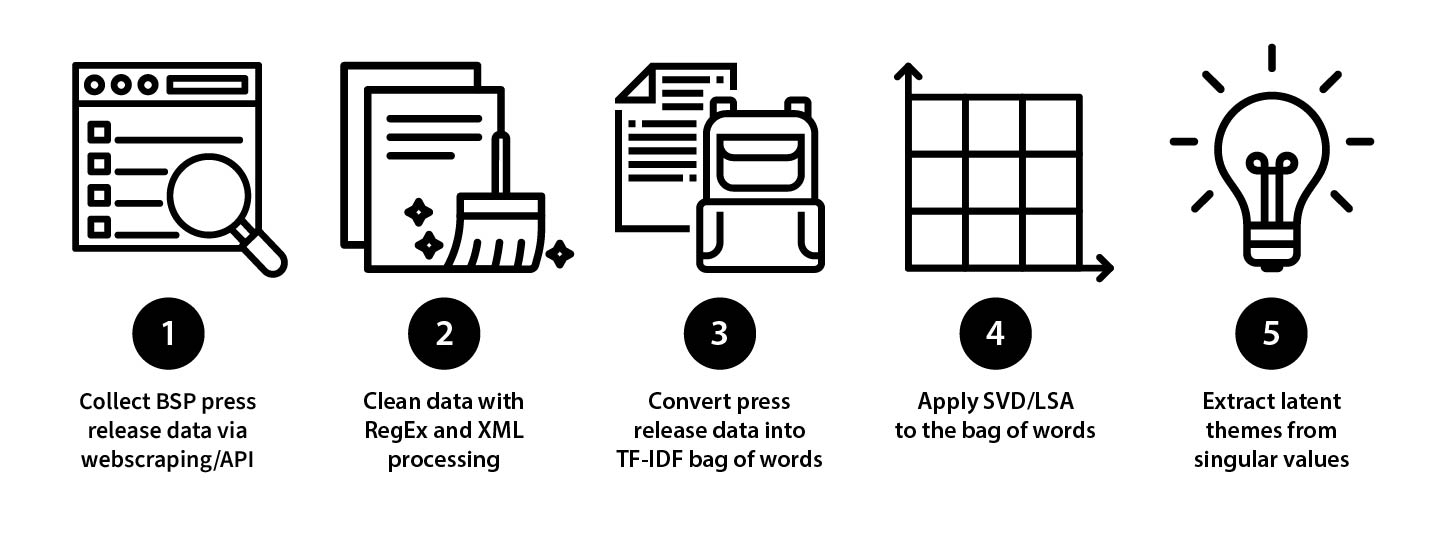 1
Collect BSP press
release data via
webscraping/API
2
Clean data with
RegEx and XML
processing
3
Convert press
release data into
TF-IDF bag of words
4
Apply SVD/LSA
to the bag of words
5
Extract latent
themes from
singular values